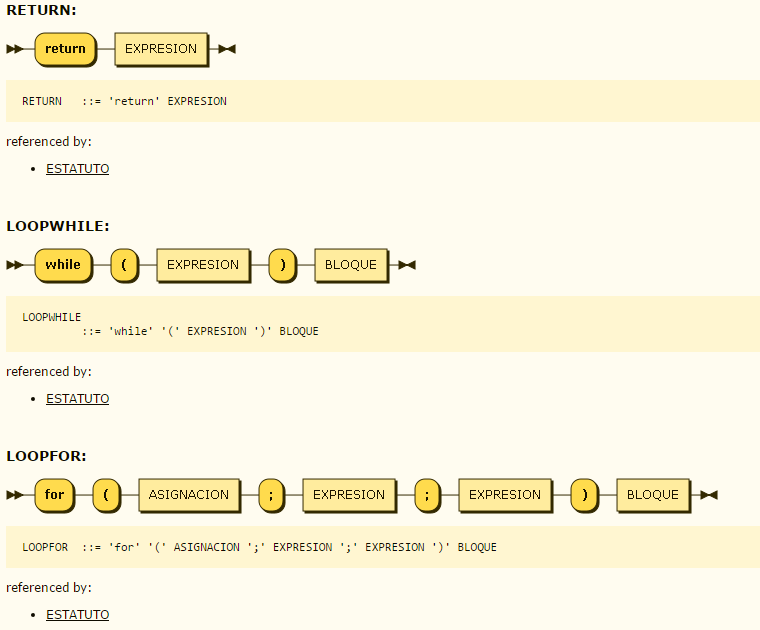 RETURN:
return EXPRESION
RETURN ::= 'return' EXPRESION
referenced by:
• ESTATUTO
LOOPWHILE:
while ( EXPRESION ) BLOQUE
LOOPWHILE
::= 'while' '(' EXPRESION ')' BLOQUE
referenced by:
• ESTATUTO
LOOPFOR:
for ( ASIGNACION ; EXPRESION ; EXPRESION ) BLOQUE
LOOPFOR ::= 'for' '(' ASIGNACION ';' EXPRESION ';' EXPRESION ')' BLOQUE
referenced by:
• ESTATUTO